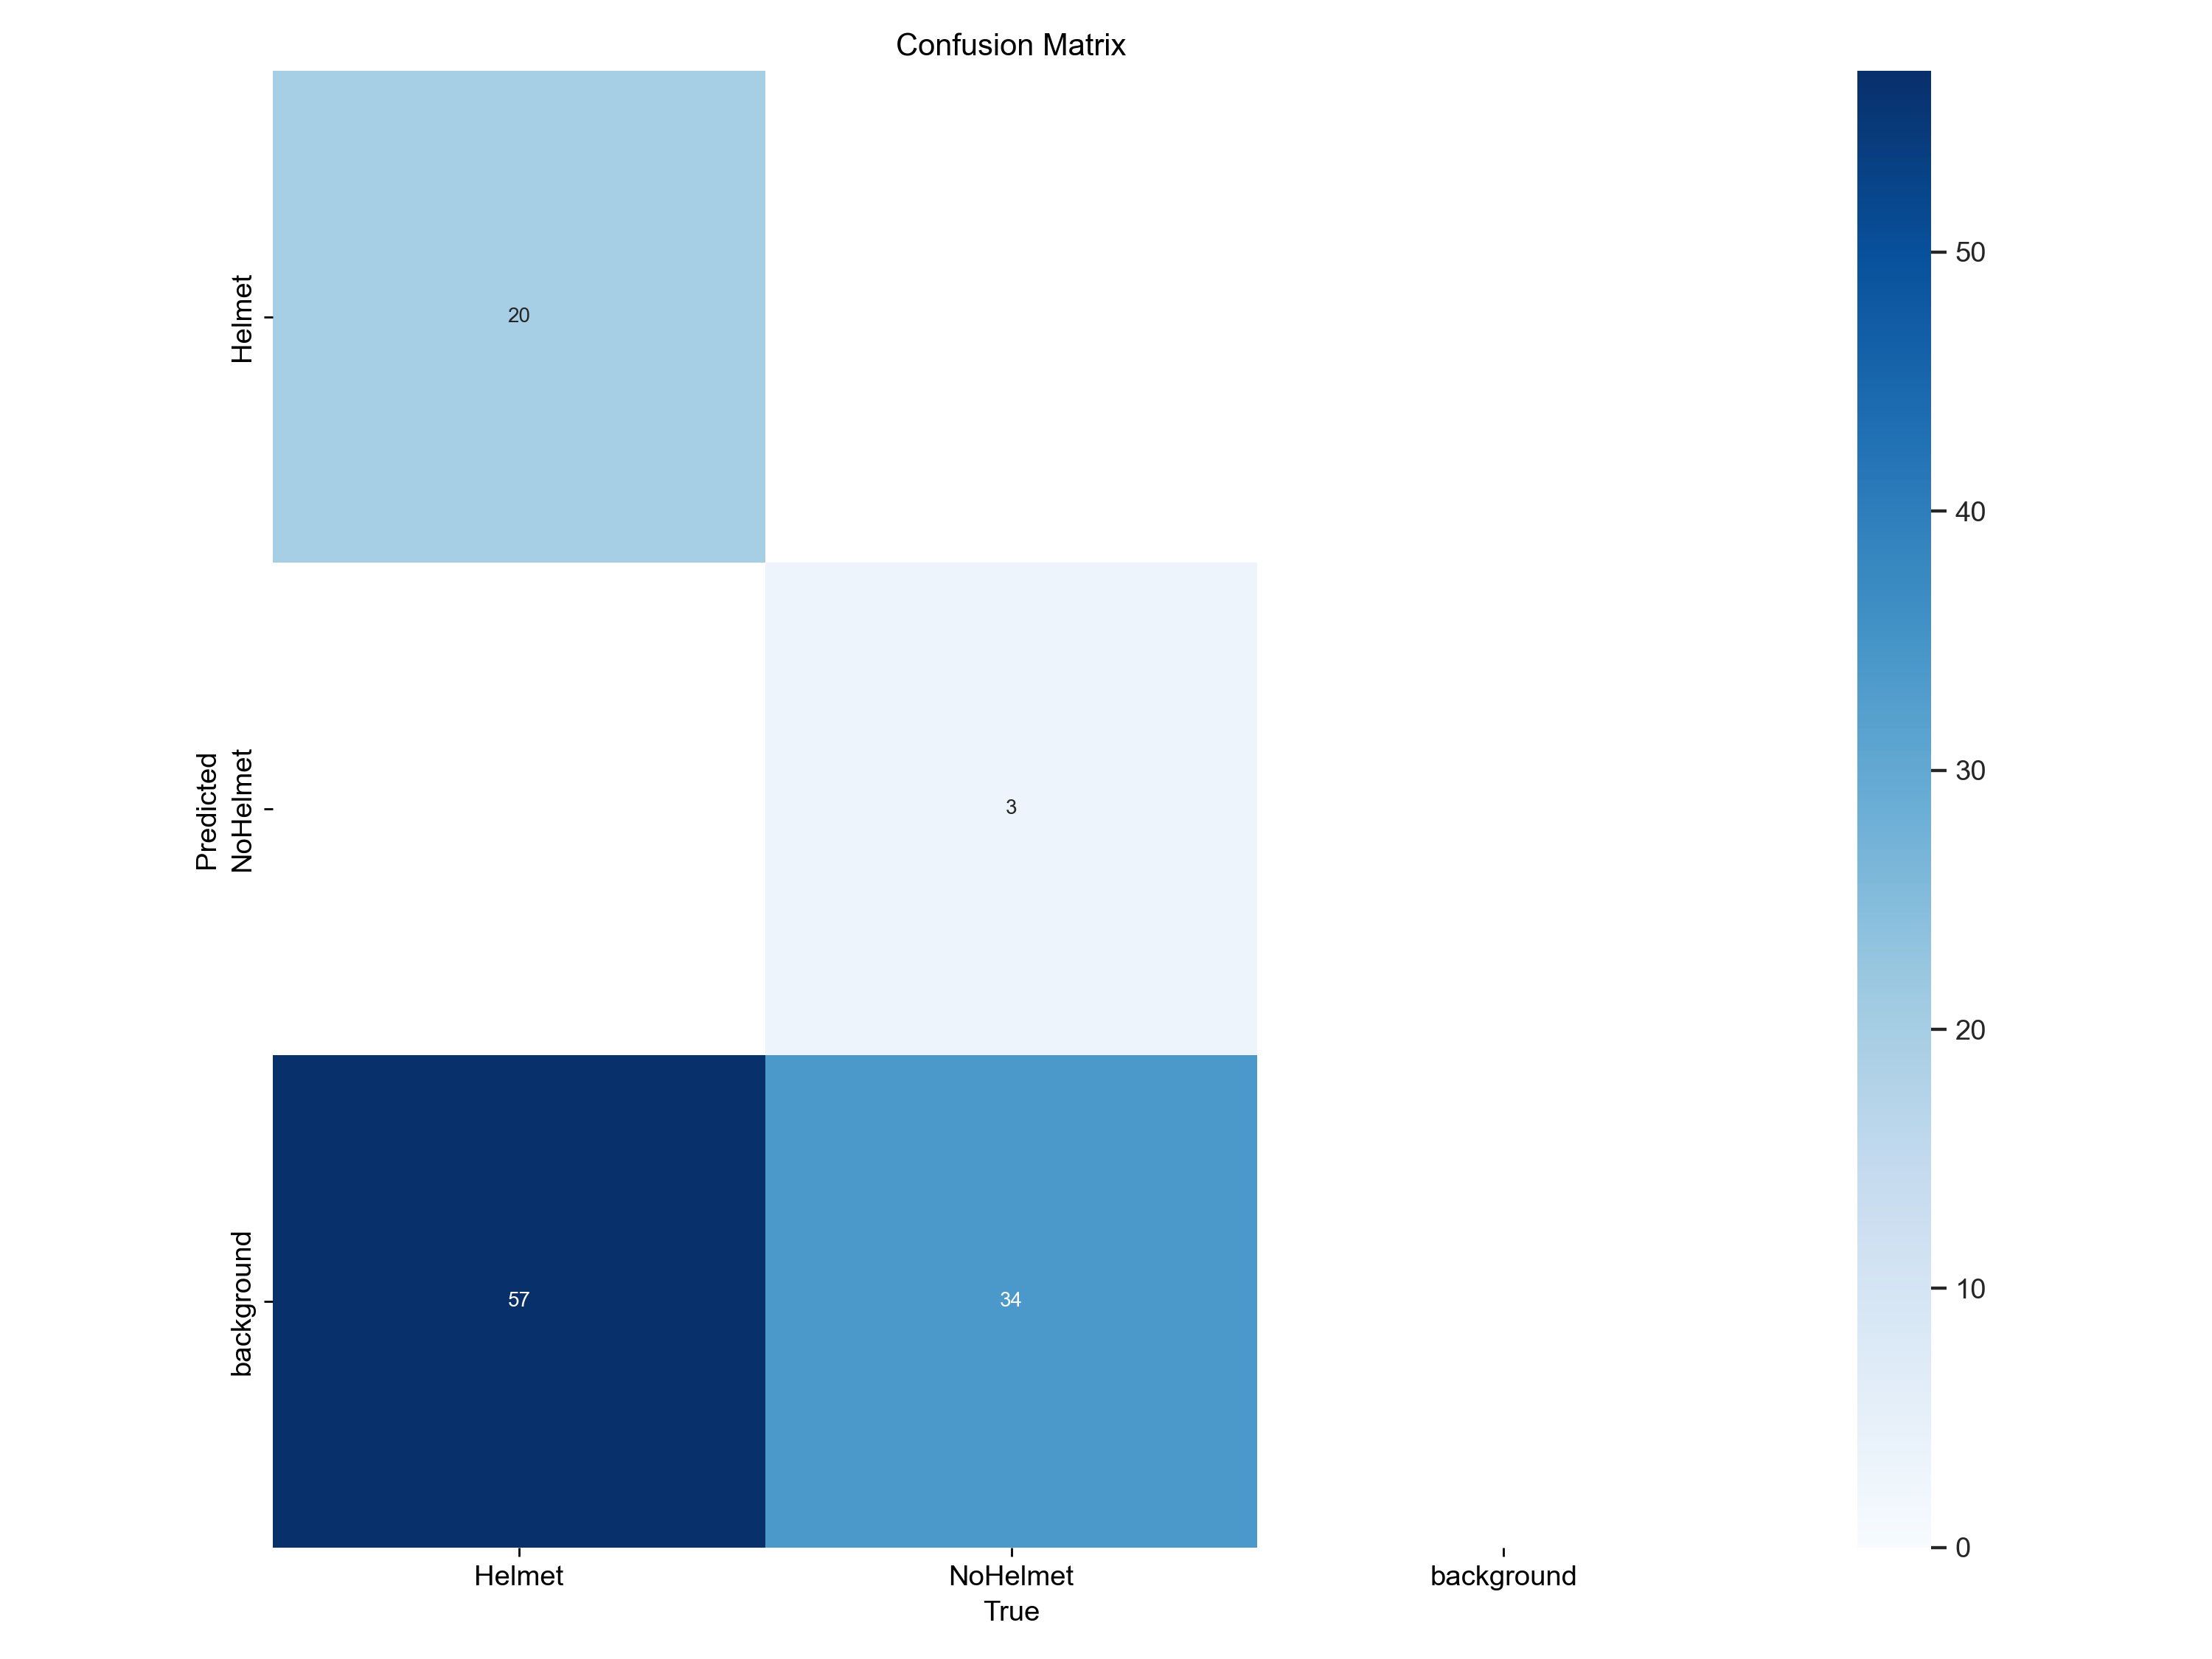 Confusion Matrix
Helmet
20
50
40
Predicted
NoHelmet
3
30
20
background
57
34
10
0
Helmet
NoHelmet
background
True